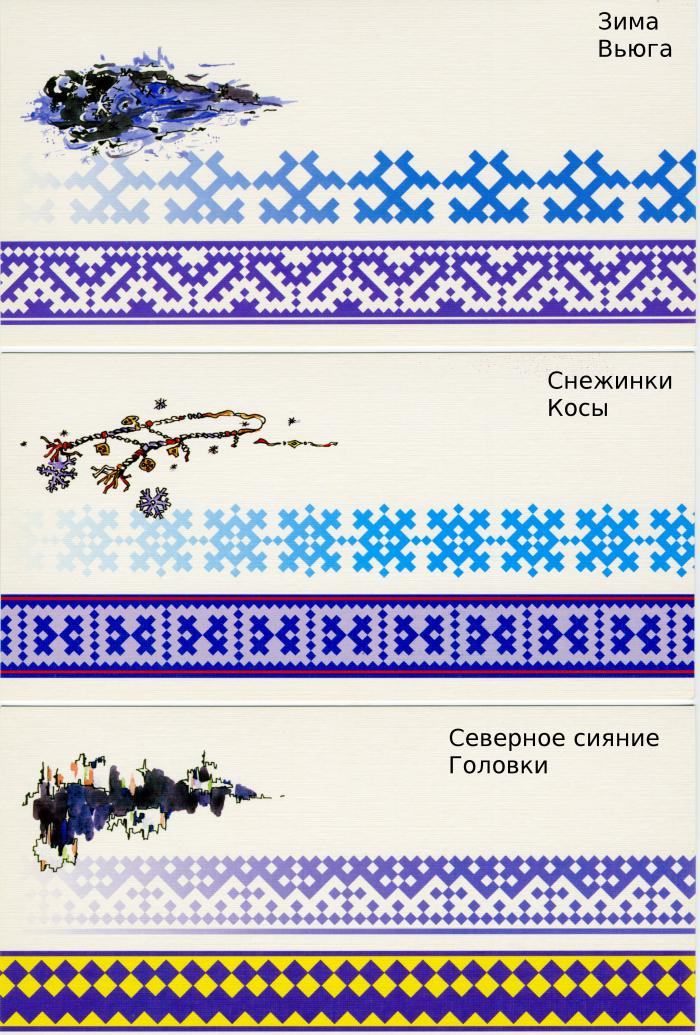 Зима
Вьюга
Снежинки
Косы
Северное сияние
Головки